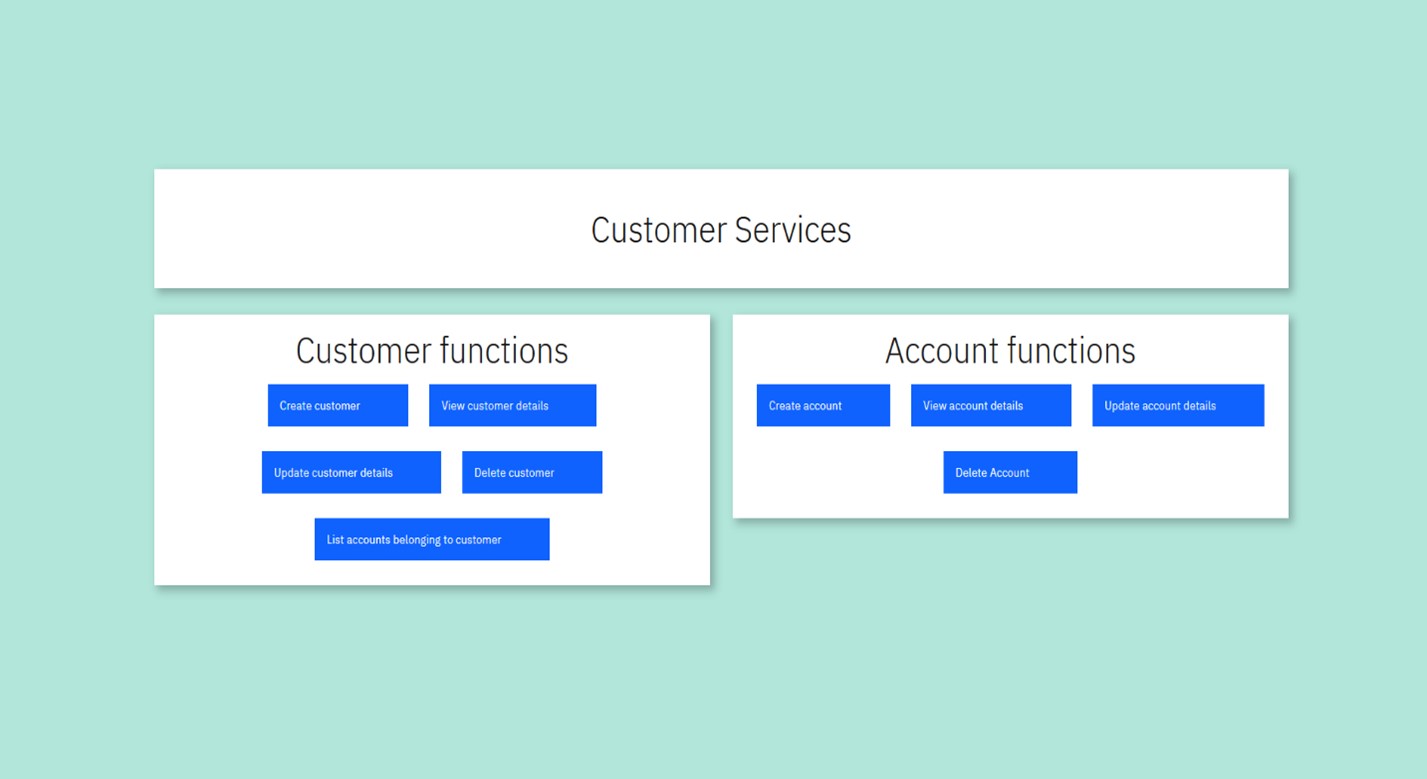 Customer Services
Customer functions
Create customer
View customer details
Update customer details
Delete customer
List accounts belonging to customer
Account functions
Create account
View account details
Update account details
Delete Account